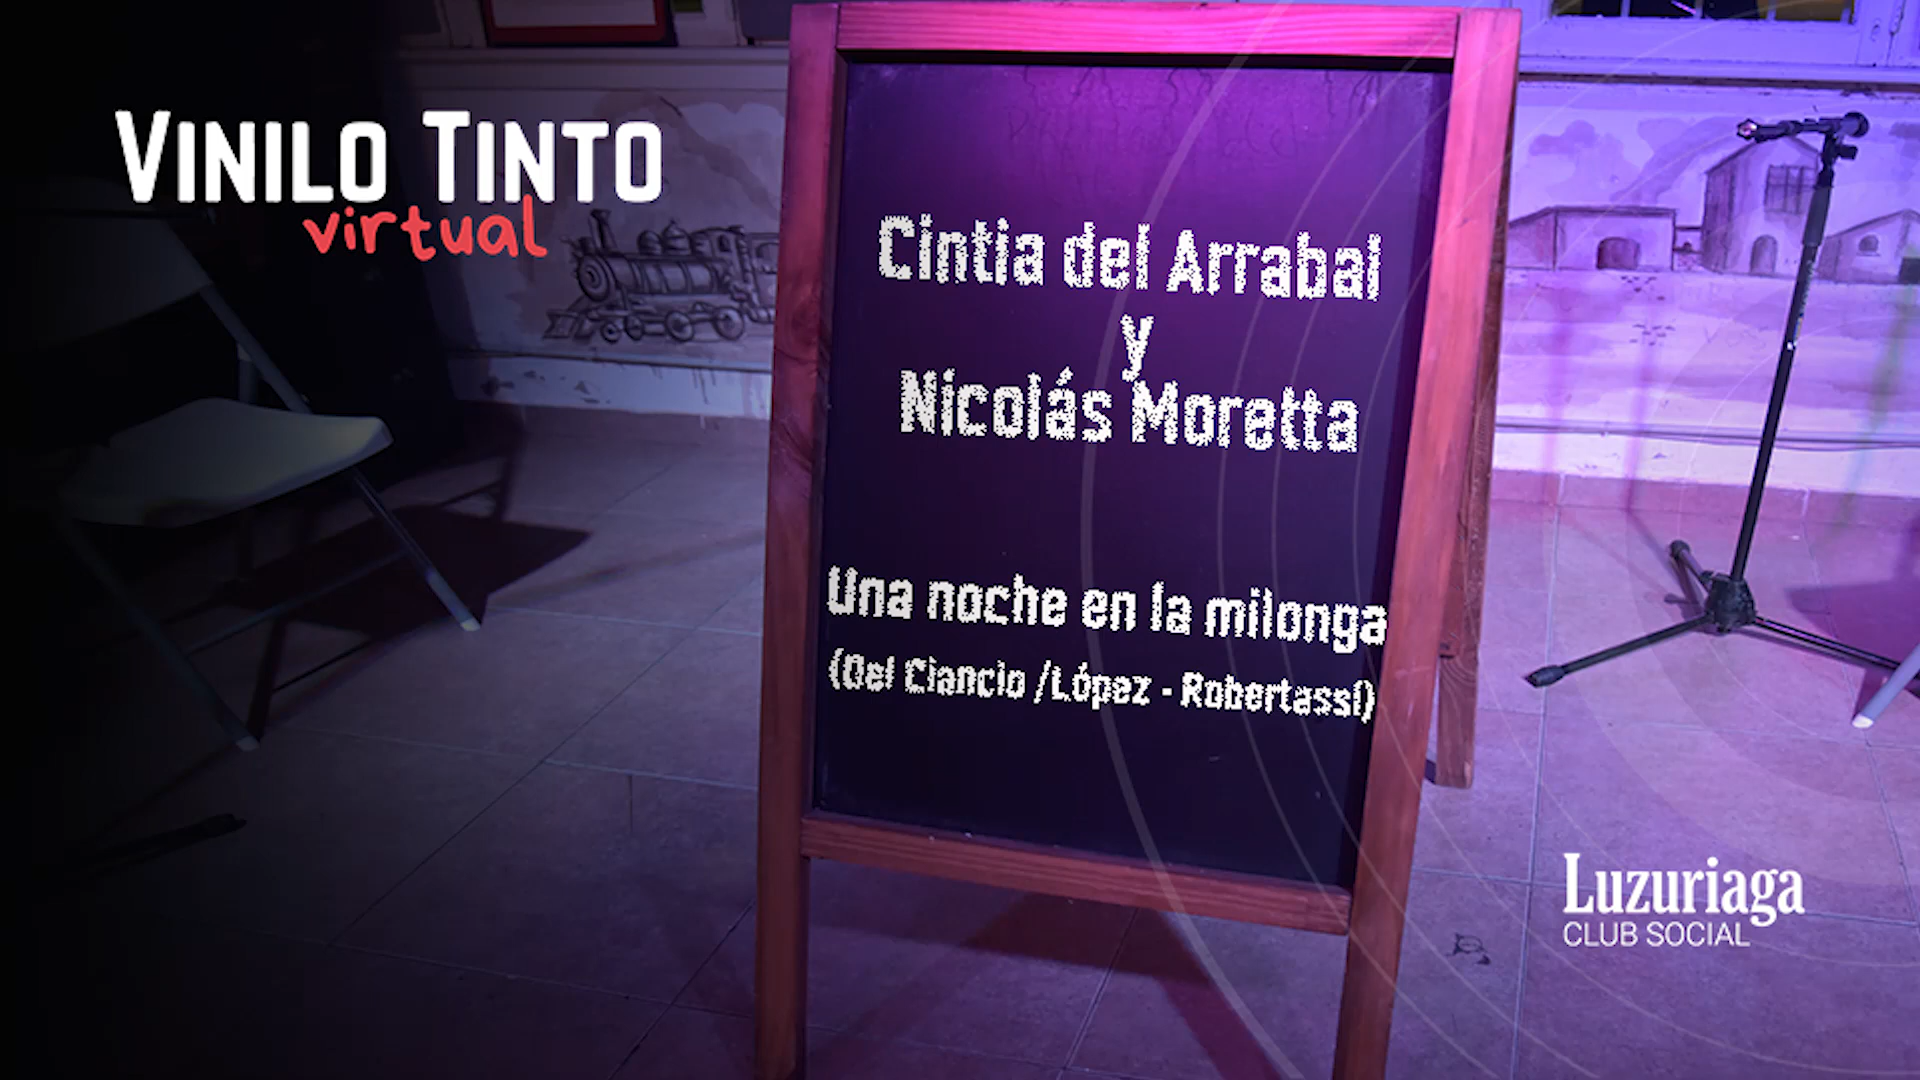 VINILO TINTO
virtual
Cintia del Arrabal
y
Nicolás Moretta
Una noche en la milonga
(Del Ciancio /López - Robertassi)
Luzuriaga
CLUB SOCIAL